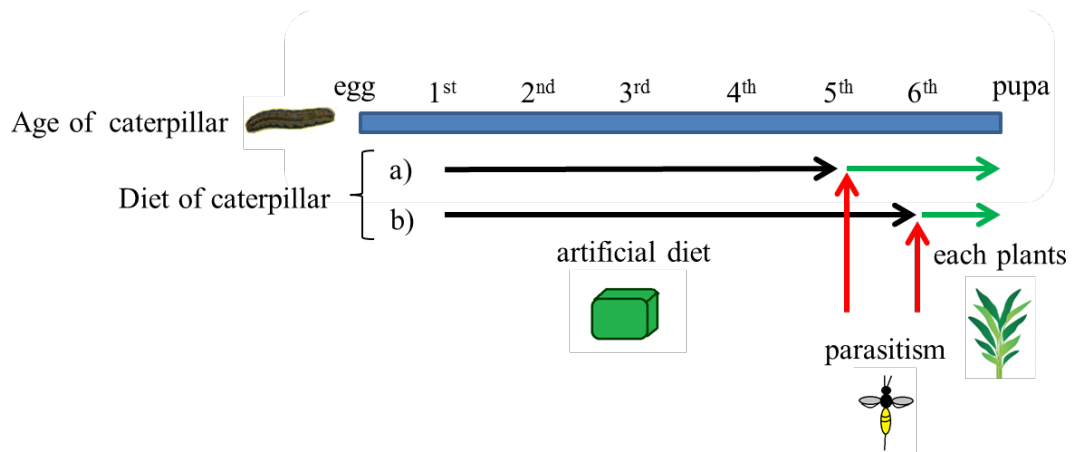 egg 1st 2nd 3rd 4th 5th 6th pupa
Age of caterpillar
a)
Diet of caterpillar
b)
artificial diet
each plants
parasitism